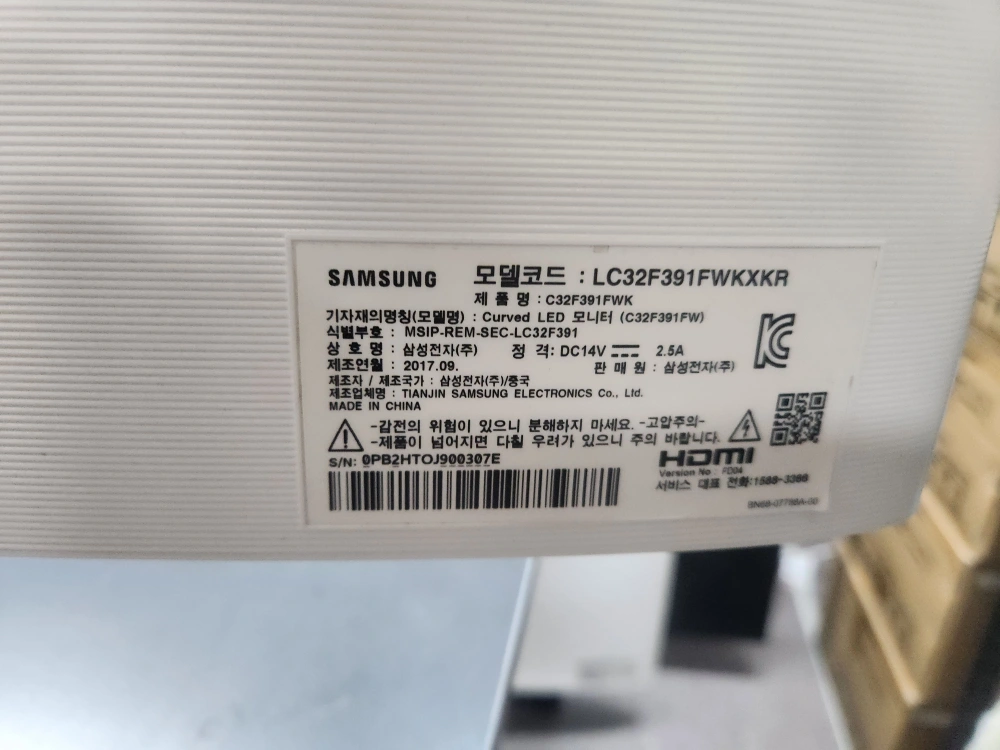 SAMSUNG 모델코드 : LC32F391FWKXKR
제 품 명 : C32F391FWK
기자재의명칭(모델명) : Curved LED 모니터 (C32F391FW)
식별부호 : MSIP-REM-SEC-LC32F391
상 호 명 : 삼성전자(주) 정 격: DC14V 2.5A
제조연월 : 2017.09. 판 매 원 : 삼성전자(주)
제조자 / 제조국가 : 삼성전자(주)/중국
제조업체명 : TIANJIN SAMSUNG ELECTRONICS Co., Ltd.
MADE IN CHINA
-감전의 위험이 있으니 분해하지 마세요. -고압주의-
-제품이 넘어지면 다칠 우려가 있으니 주의 바랍니다.
S/N: 0PB2HTOJ900307E
HDMI
Version No : FD04
서비스 대표 전화:1588-3366
BN68-07788A-00